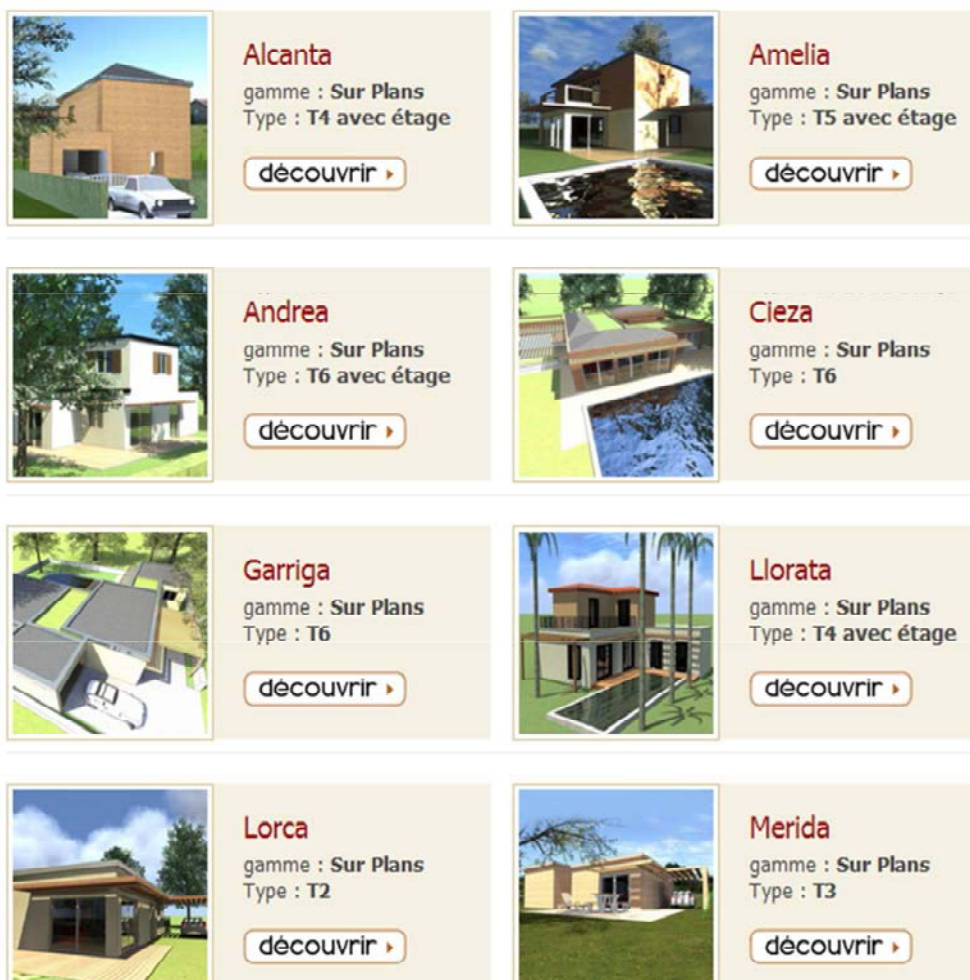 Alcanta
gamme : Sur Plans
Type : T4 avec étage
découvrir
Amelia
gamme : Sur Plans
Type : T5 avec étage
découvrir
Andrea
gamme : Sur Plans
Type : T6 avec étage
découvrir
Cieza
gamme : Sur Plans
Type : T6
découvrir
Garriga
gamme : Sur Plans
Type : T6
découvrir
Llorata
gamme : Sur Plans
Type : T4 avec étage
découvrir
Lorca
gamme : Sur Plans
Type : T2
découvrir
Merida
gamme : Sur Plans
Type : T3
découvrir